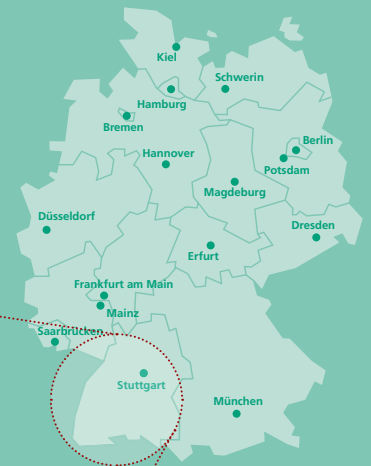 Kiel
Schwerin
Hamburg
Bremen
Berlin
Hannover
Potsdam
Magdeburg
Düsseldorf
Dresden
Erfurt
Frankfurt am Main
Mainz
Saarbrücken
Stuttgart
München